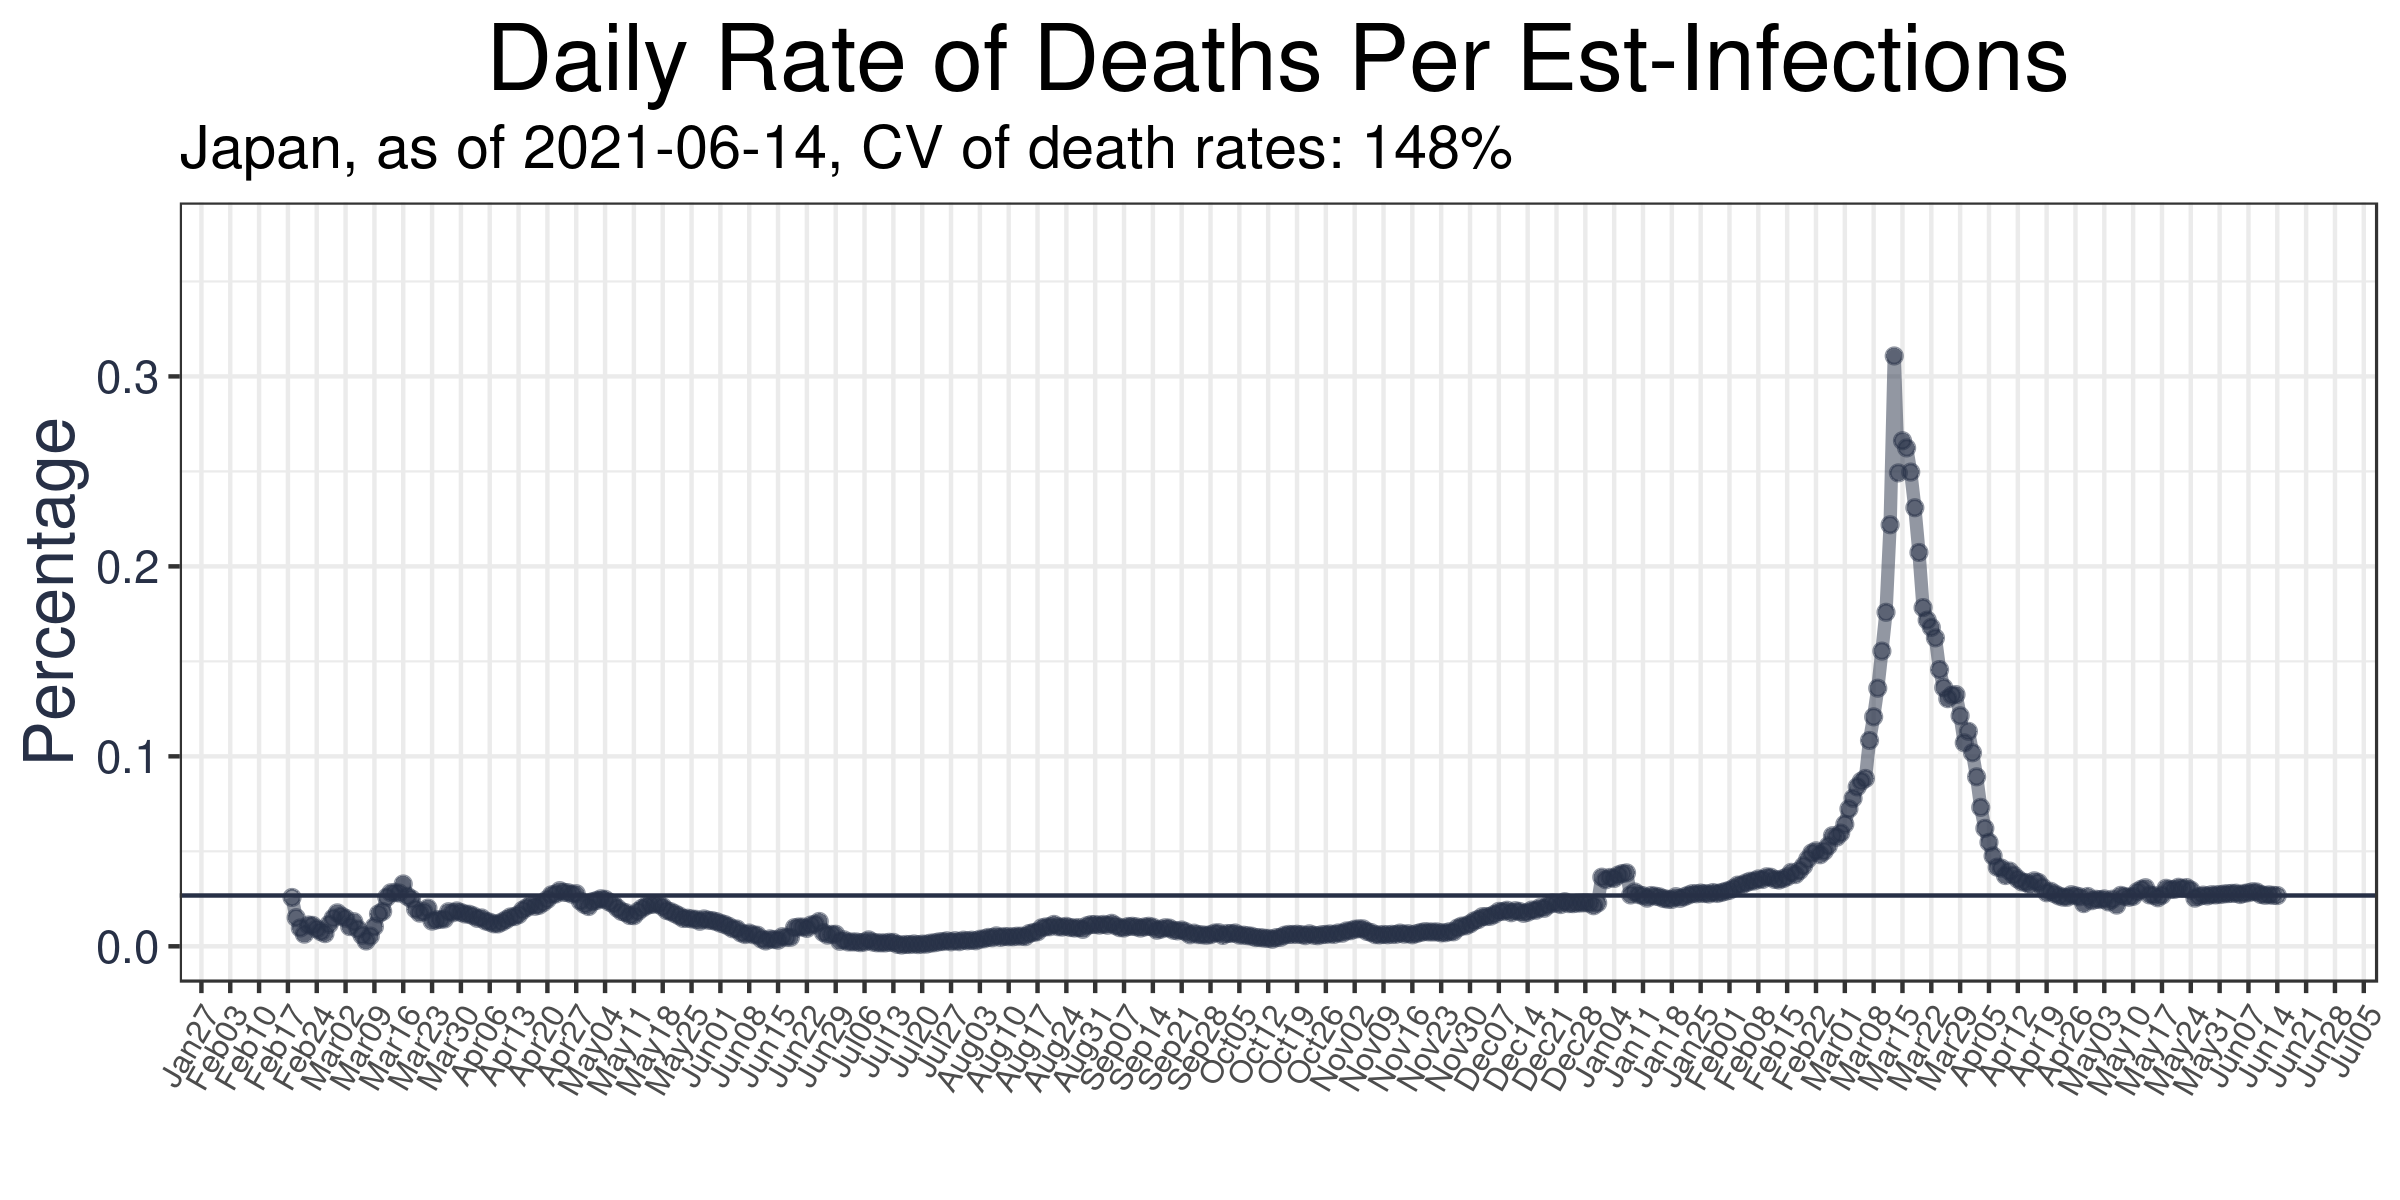 Daily Rate of Deaths Per Est-Infections
Japan, as of 2021-06-14, CV of death rates: 148%
Percentage
0.3
0.2
0.1
0.0
Jan27
Feb03
Feb10
Feb17
Feb24
Mar02
Mar09
Mar16
Mar23
Mar30
Apr06
Apr13
Apr20
Apr27
May04
May11
May18
May25
Jun01
Jun08
Jun15
Jun22
Jun29
Jul06
Jul13
Jul20
Jul27
Aug03
Aug10
Aug17
Aug24
Aug31
Sep07
Sep14
Sep21
Sep28
Oct05
Oct12
Oct19
Oct26
Nov02
Nov09
Nov16
Nov23
Nov30
Dec07
Dec14
Dec21
Dec28
Jan04
Jan11
Jan18
Jan25
Feb01
Feb08
Feb15
Feb22
Mar01
Mar08
Mar15
Mar22
Mar29
Apr05
Apr12
Apr19
Apr26
May03
May10
May17
May24
May31
Jun07
Jun14
Jun21
Jun28
Jul05